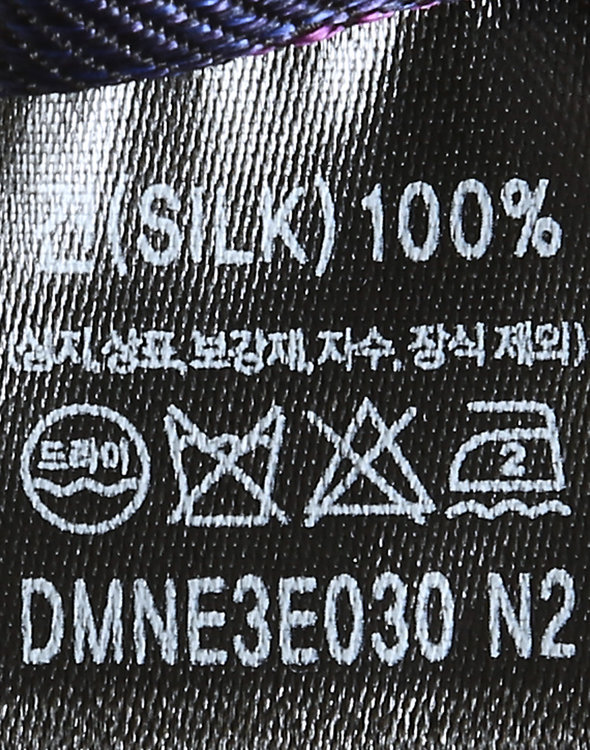 견(SILK)100%
(심지,상표,보강재,자수,장식 제외)
드라이
2
DMNE3E030 N2